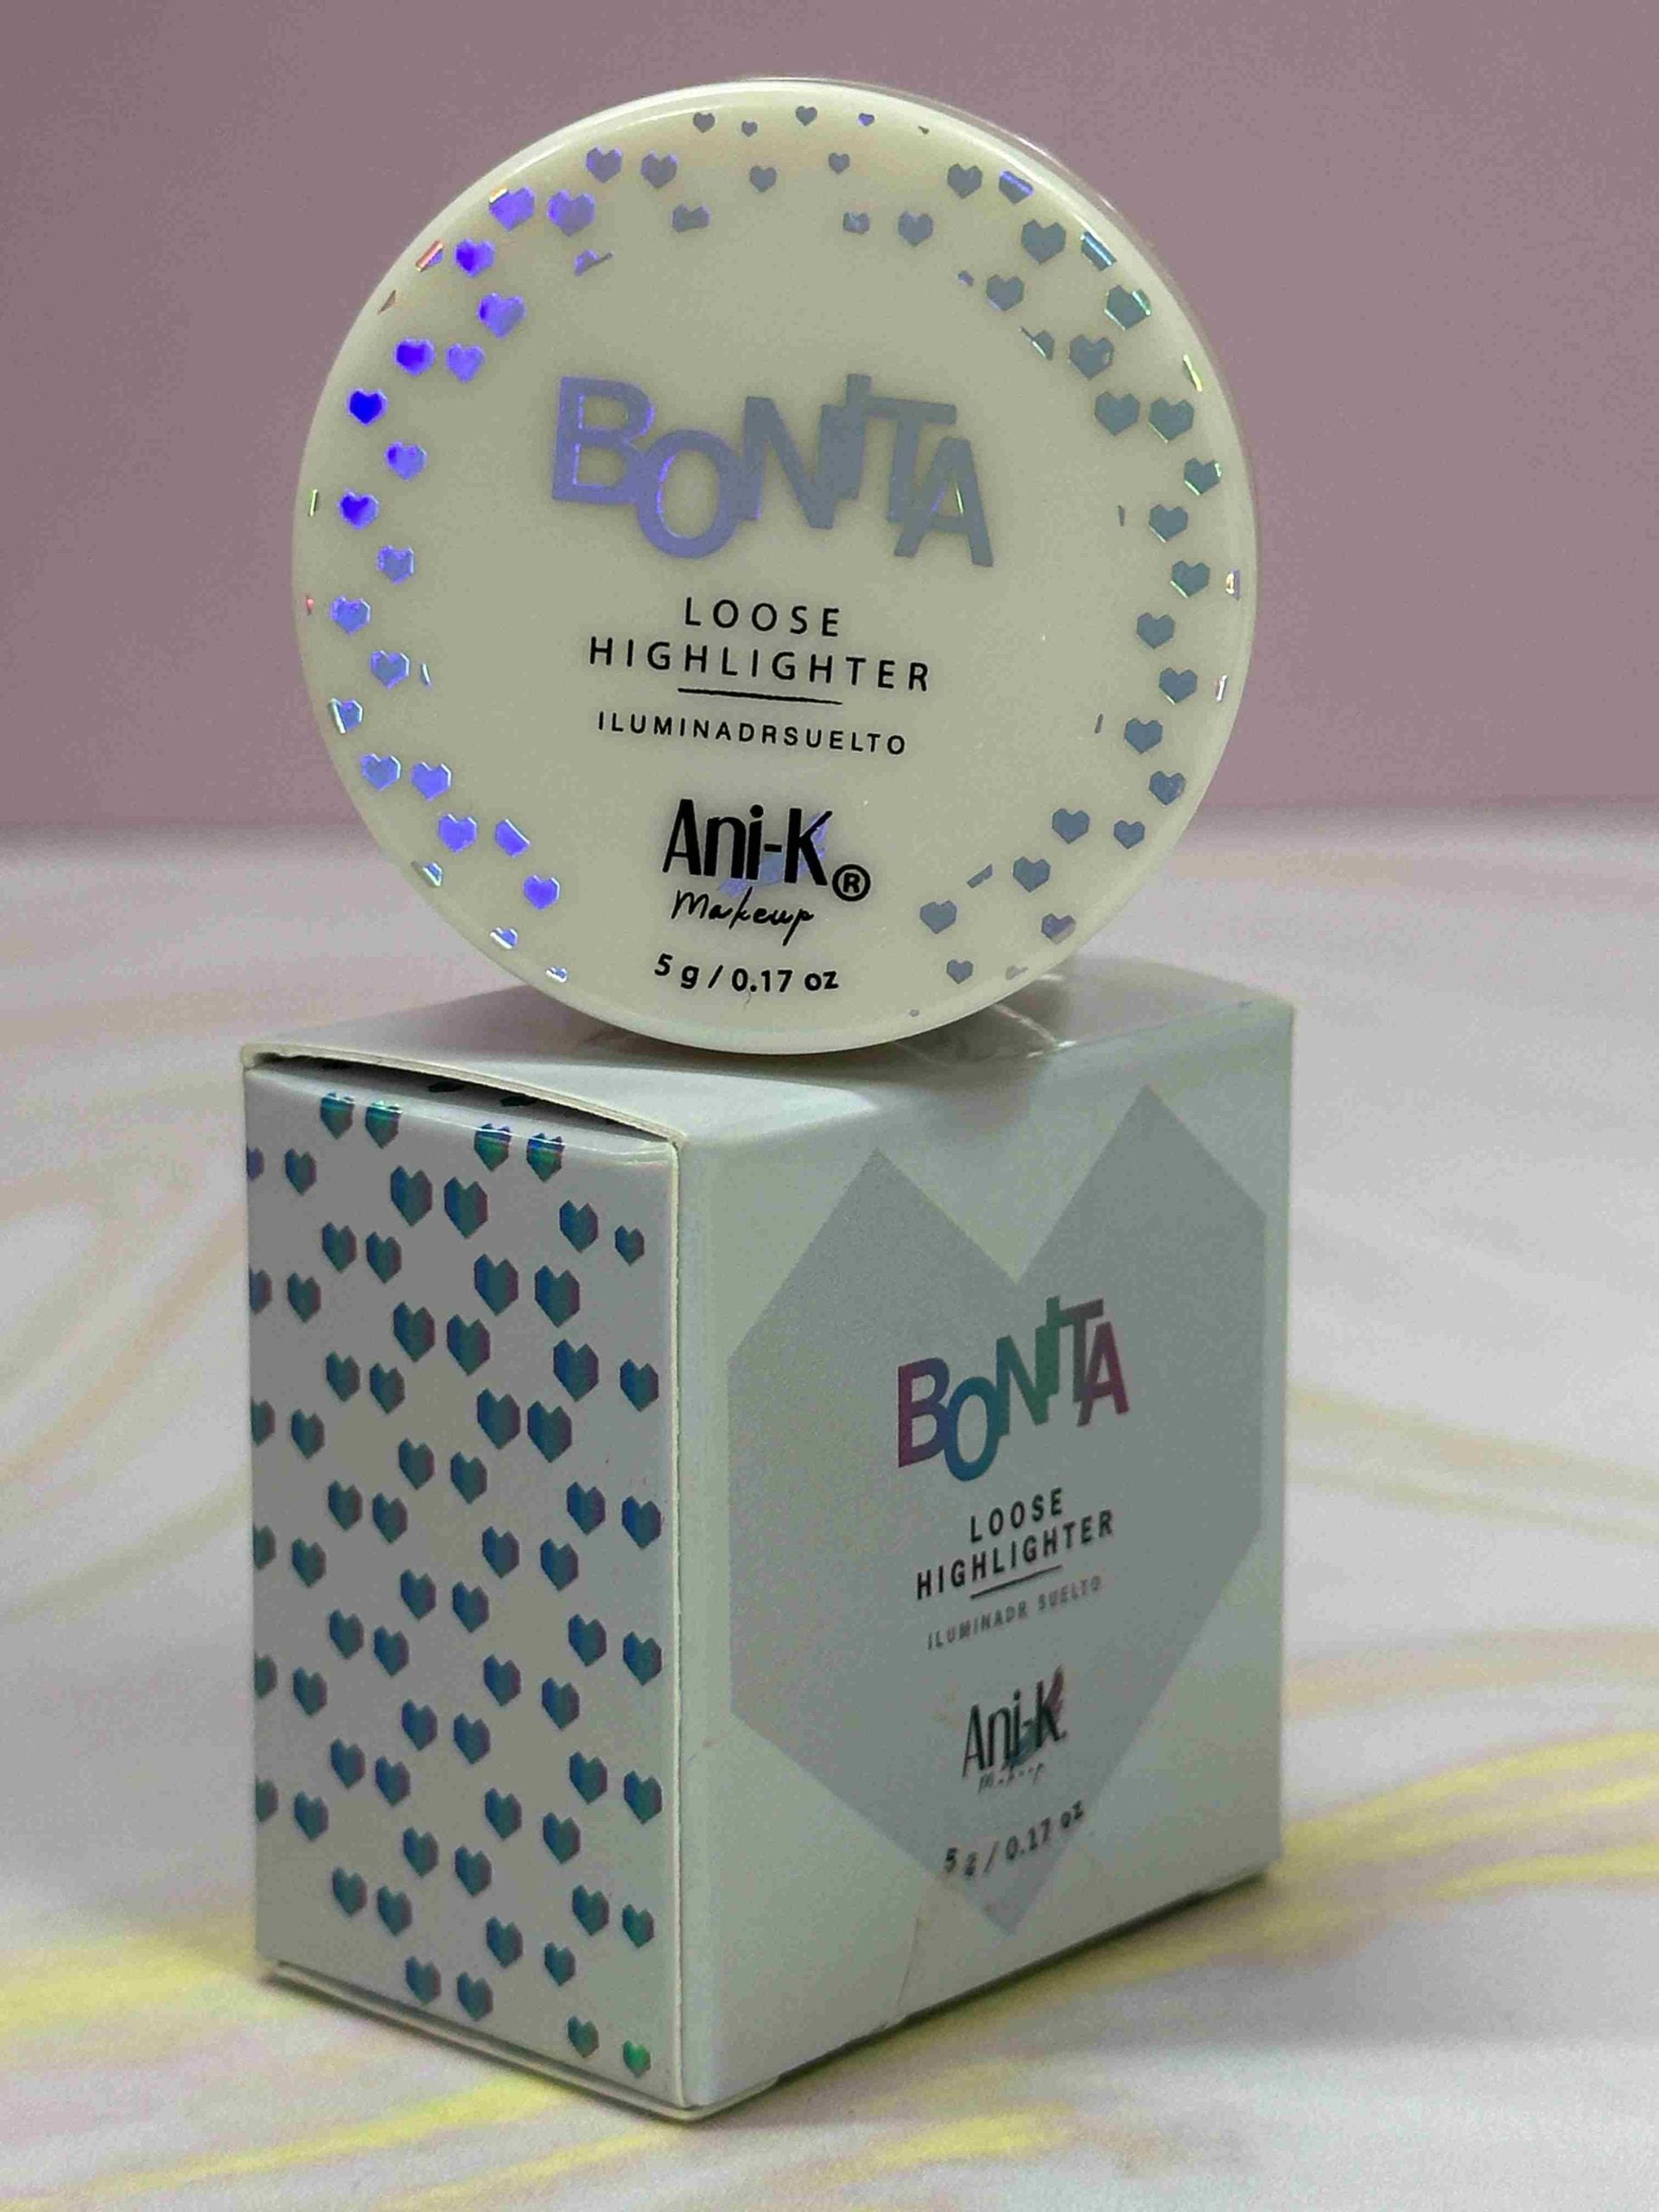 BONITA
LOOSE
HIGHLIGHTER
ILUMINADRSUELTO
Ani-K®
Makeup
5 g / 0.17 oz
BONITA
LOOSE
HIGHLIGHTER
ILUMINADR SUELTO
Ani-K
Makeup
5 g / 0.17 oz